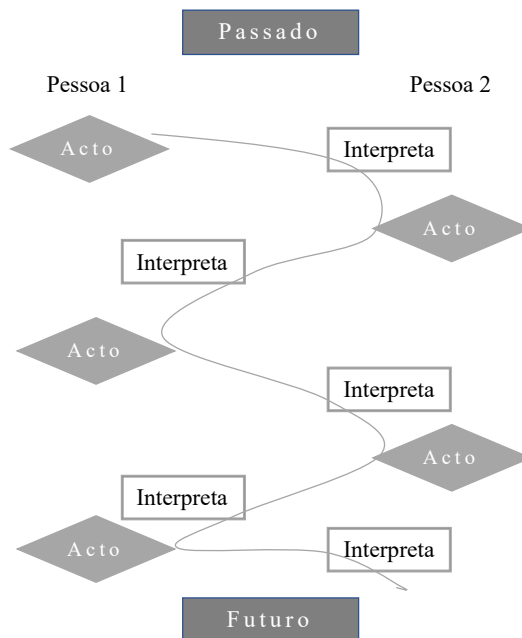 Passado
Pessoa 1
Pessoa 2
Acto
Interpreta
Acto
Interpreta
Acto
Interpreta
Acto
Interpreta
Acto
Interpreta
Futuro